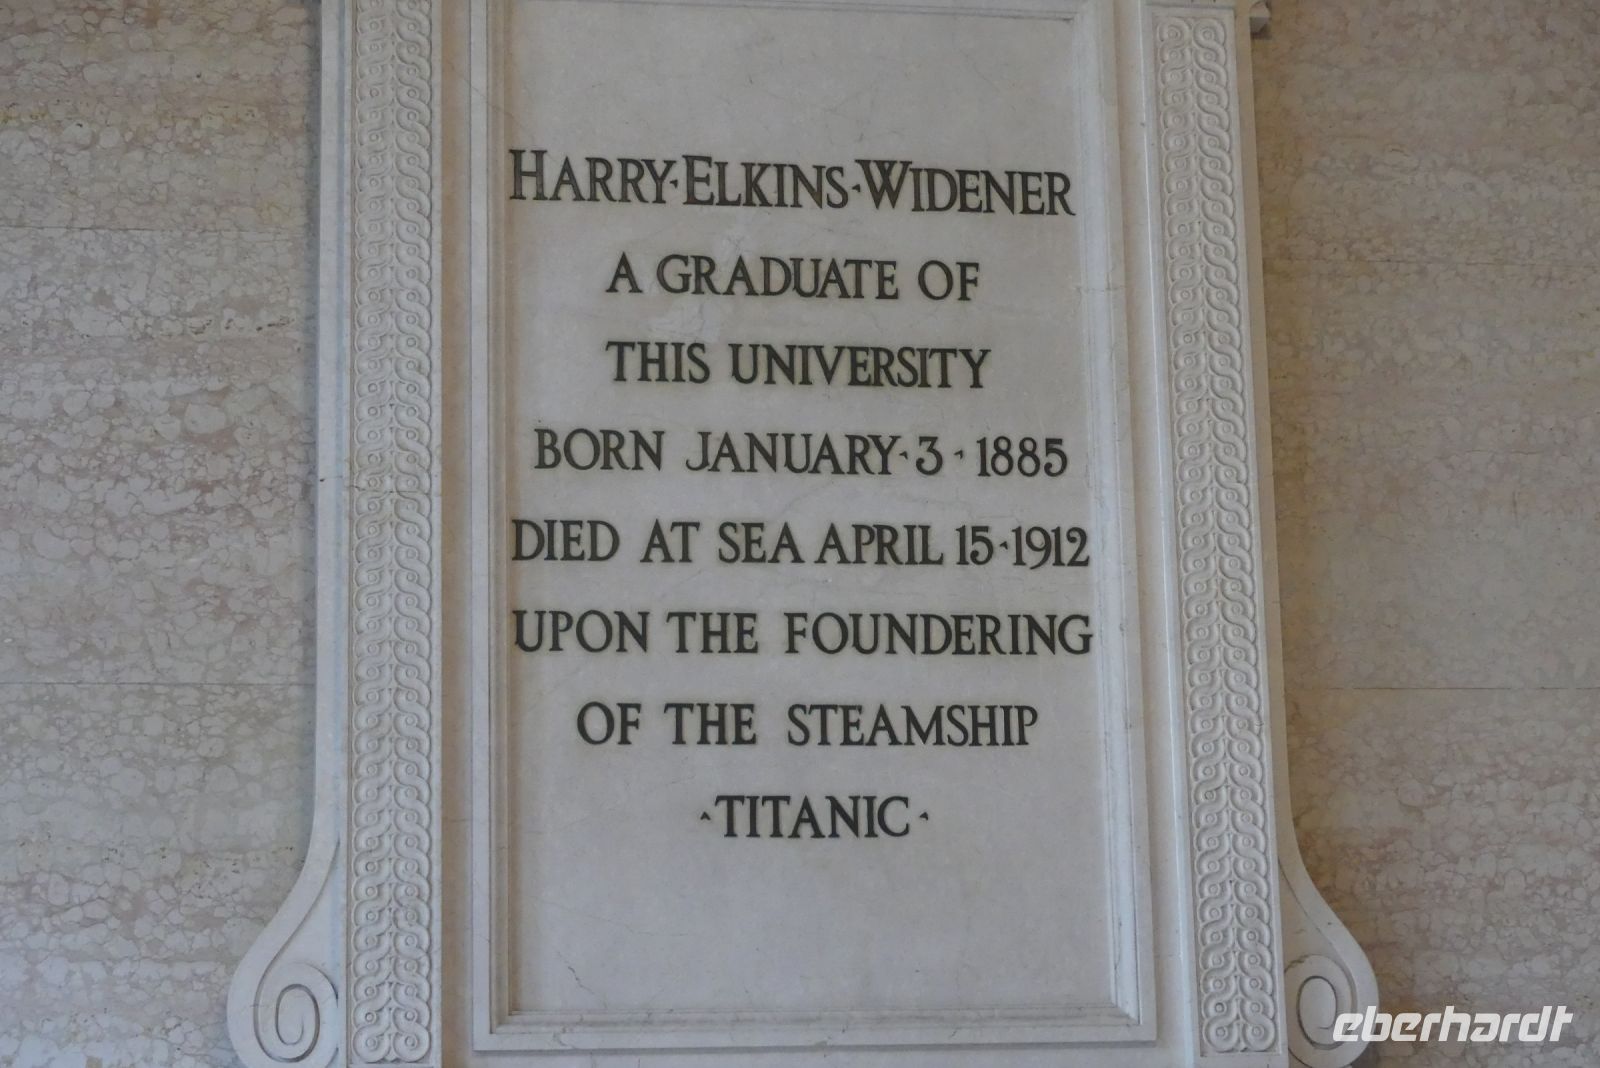 HARRY·ELKINS·WIDENER
A GRADUATE OF
THIS UNIVERSITY
BORN JANUARY·3·1885
DIED AT SEA APRIL 15·1912
UPON THE FOUNDERING
OF THE STEAMSHIP
·TITANIC·
eberhardt